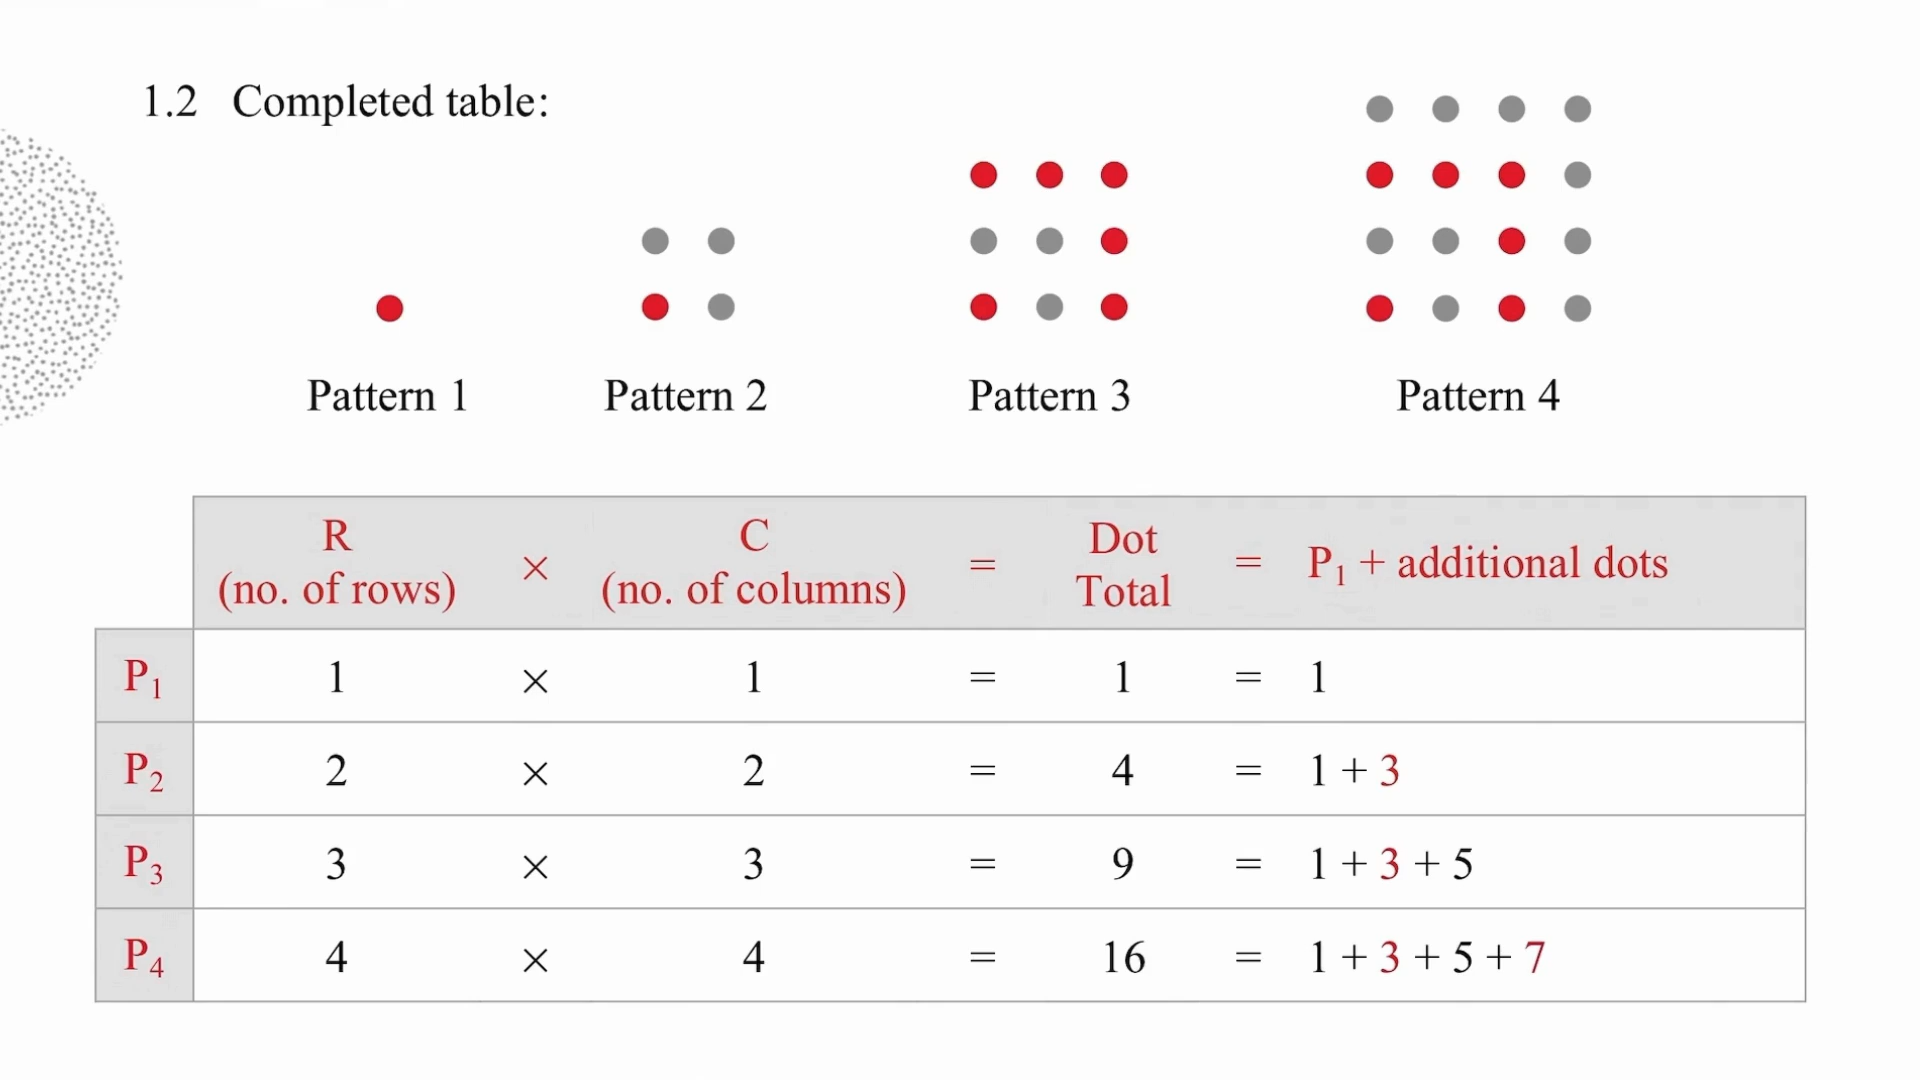 1.2 Completed table:
Pattern 1 Pattern 2 Pattern 3 Pattern 4
R (no. of rows) × C (no. of columns) = Dot Total = P₁ + additional dots
P₁ 1 × 1 = 1 = 1
P₂ 2 × 2 = 4 = 1 + 3
P₃ 3 × 3 = 9 = 1 + 3 + 5
P₄ 4 × 4 = 16 = 1 + 3 + 5 + 7